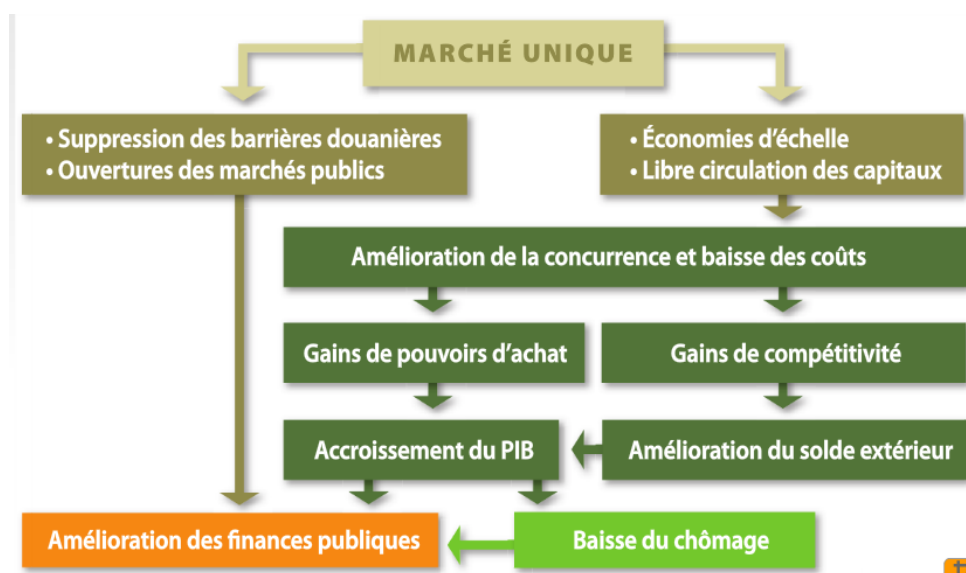 MARCHÉ UNIQUE
• Suppression des barrières douanières
• Ouvertures des marchés publics
• Économies d'échelle
• Libre circulation des capitaux
Amélioration de la concurrence et baisse des coûts
Gains de pouvoirs d'achat
Gains de compétitivité
Accroissement du PIB
Amélioration du solde extérieur
Amélioration des finances publiques
Baisse du chômage